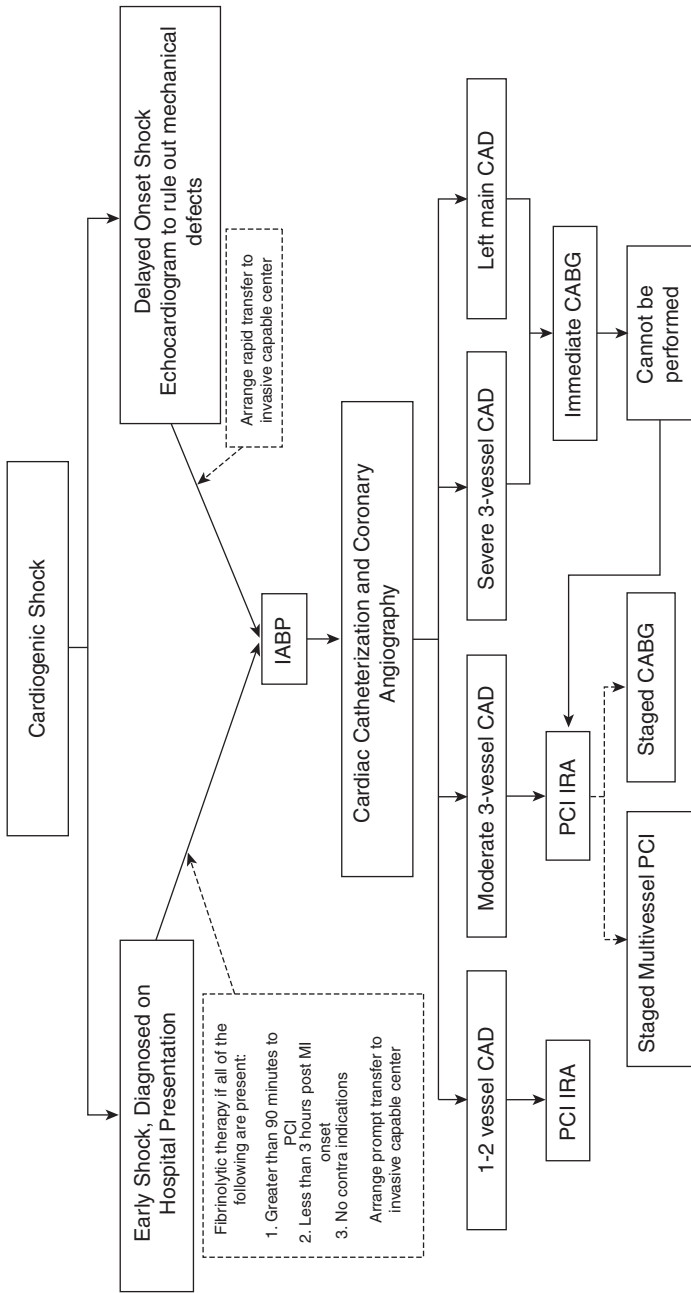 Cardiogenic Shock
Early Shock, Diagnosed on
Hospital Presentation
Delayed Onset Shock
Echocardiogram to rule out mechanical
defects
Fibrinolytic therapy if all of the
following are present:
1. Greater than 90 minutes to
PCI
2. Less than 3 hours post MI
onset
3. No contra indications
Arrange prompt transfer to
invasive capable center
Arrange rapid transfer to
invasive capable center
IABP
Cardiac Catheterization and Coronary
Angiography
1-2 vessel CAD
Moderate 3-vessel CAD
Severe 3-vessel CAD
Left main CAD
PCI IRA
PCI IRA
Immediate CABG
Staged Multivessel PCI
Staged CABG
Cannot be
performed